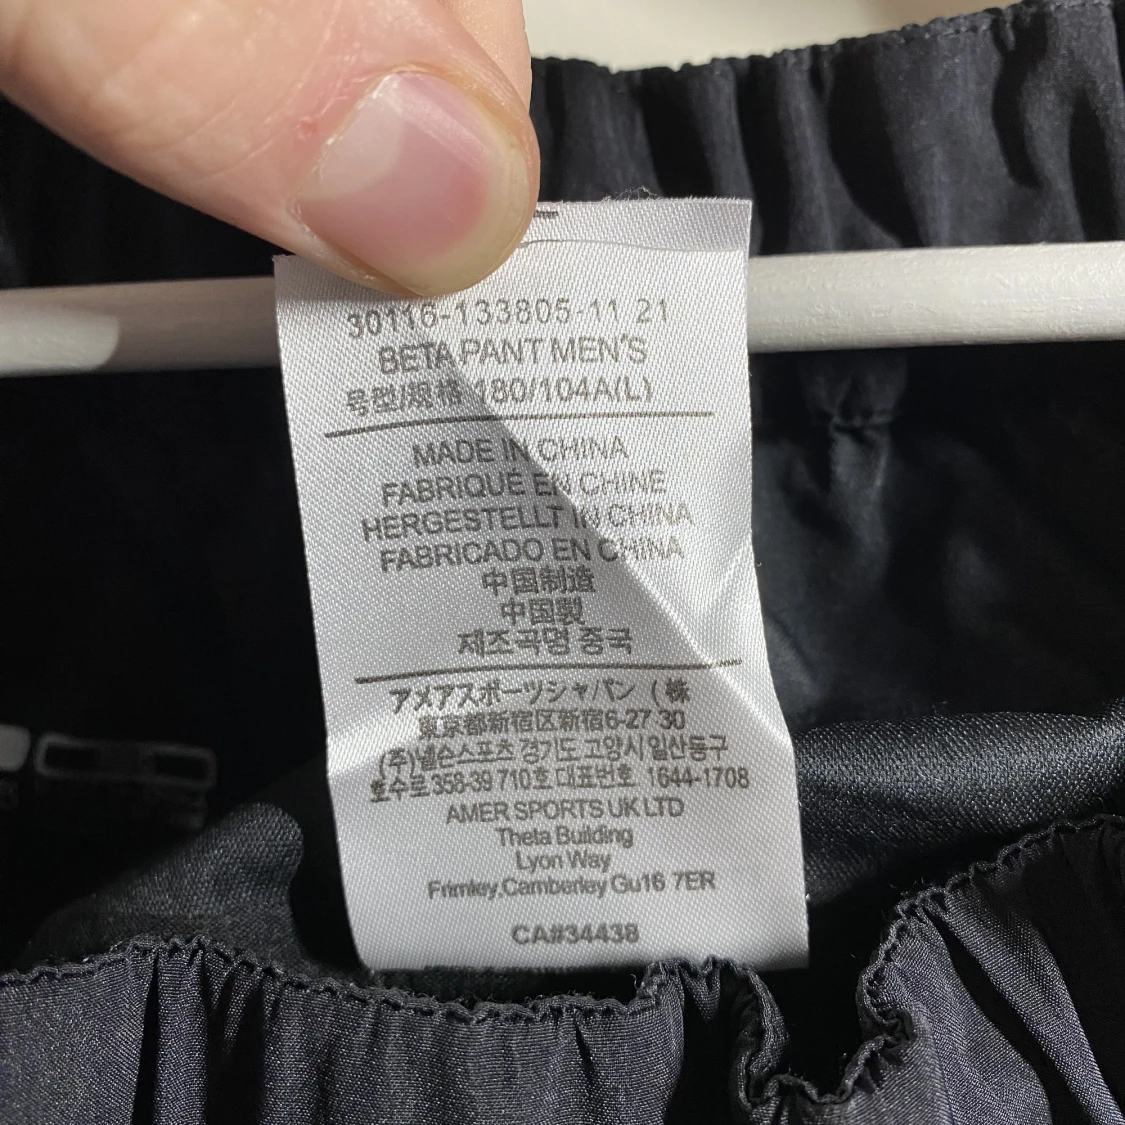 30116-133805-11 21
BETA PANT MEN'S
号型/规格 180/104A(L)
MADE IN CHINA
FABRIQUE EN CHINE
HERGESTELLT IN CHINA
FABRICADO EN CHINA
中国制造
中国製
제조국명 중국
アメアスポーツシャパン (株
東京都新宿区新宿6-27 30
(주)넬슨스포츠 경기도 고양시 일산동구
호수로 358-39 710호 대표번호 1644-1708
AMER SPORTS UK LTD
Theta Building
Lyon Way
Frimley,Camberley Gu16 7ER
CA#34438